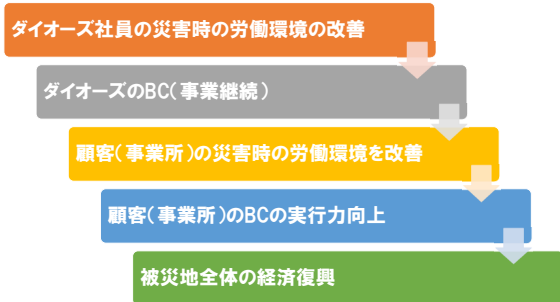 ダイオーズ社員の災害時の労働環境の改善
ダイオーズのBC(事業継続)
顧客(事業所)の災害時の労働環境を改善
顧客(事業所)のBCの実行力向上
被災地全体の経済復興